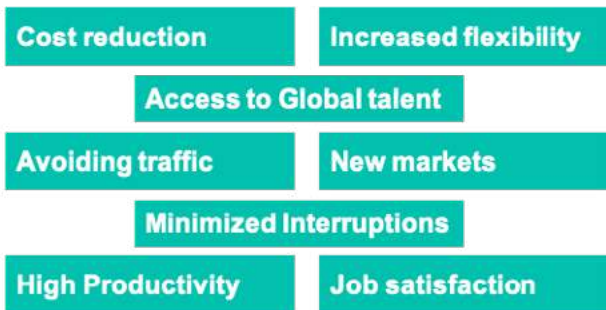 Cost reduction
Increased flexibility
Access to Global talent
Avoiding traffic
New markets
Minimized Interruptions
High Productivity
Job satisfaction